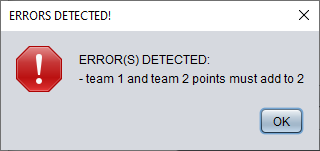 ERRORS DETECTED!
ERROR(S) DETECTED:
- team 1 and team 2 points must add to 2
OK